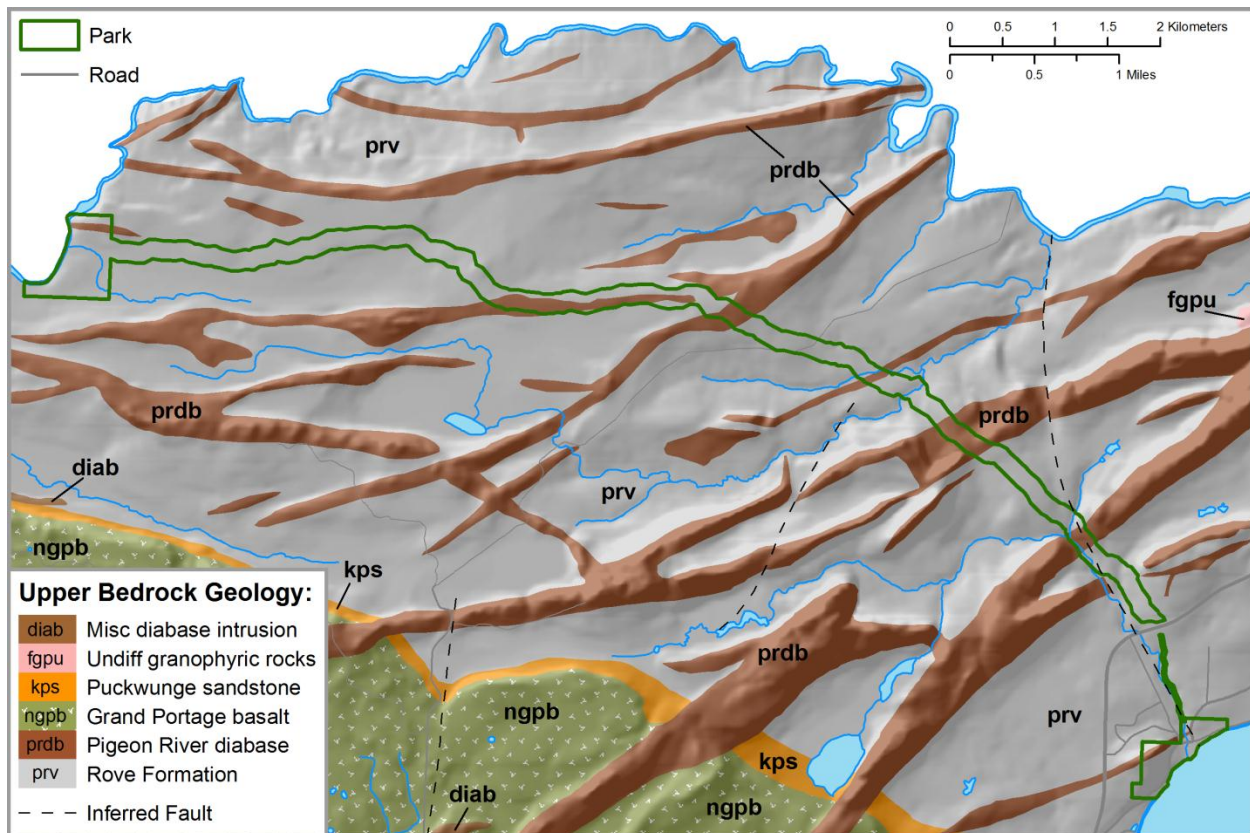 Park
Road
0 0.5 1 1.5 2 Kilometers
0 0.5 1 Miles
prv
prdb
fgpu
prdb
prdb
diab
prv
ngpb
kps
prdb
ngpb
prv
kps
diab
ngpb
Upper Bedrock Geology:
diab Misc diabase intrusion
fgpu Undiff granophyric rocks
kps Puckwunge sandstone
ngpb Grand Portage basalt
prdb Pigeon River diabase
prv Rove Formation
Inferred Fault